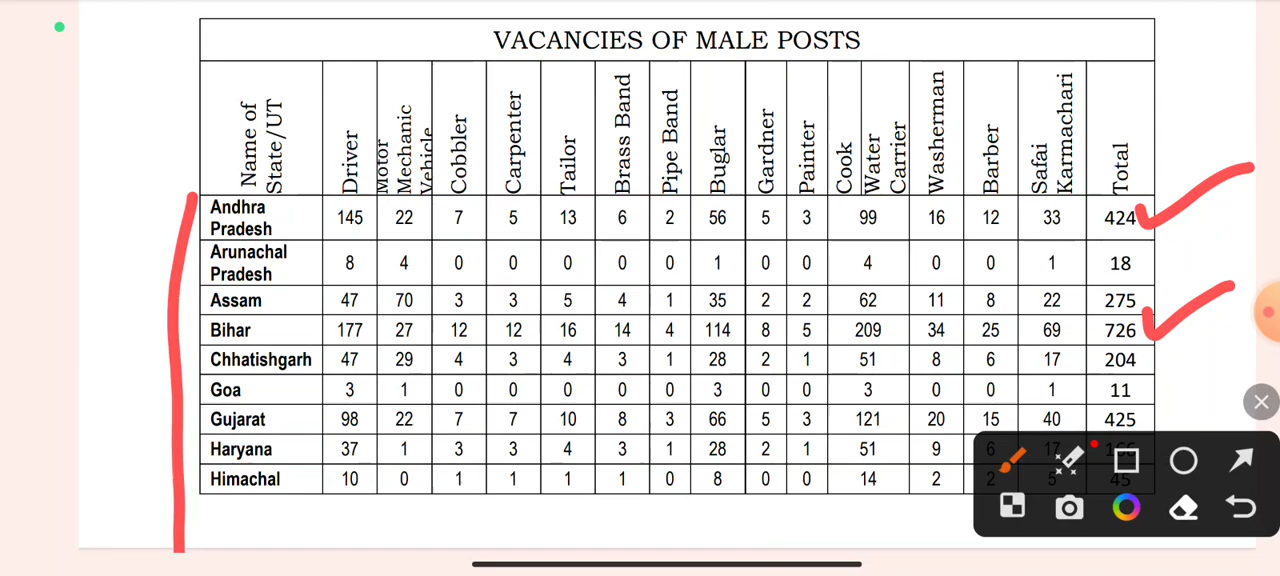 VACANCIES OF MALE POSTS
Name of State/UT Driver Motor Mechanic Vehicle Cobbler Carpenter Tailor Brass Band Pipe Band Buglar Gardner Painter Cook Water Carrier Washerman Barber Safai Karmachari Total
Andhra Pradesh 145 22 7 5 13 6 2 56 5 3 99 16 12 33 424
Arunachal Pradesh 8 4 0 0 0 0 0 1 0 0 4 0 0 1 18
Assam 47 70 3 3 5 4 1 35 2 2 62 11 8 22 275
Bihar 177 27 12 12 16 14 4 114 8 5 209 34 25 69 726
Chhatishgarh 47 29 4 3 4 3 1 28 2 1 51 8 6 17 204
Goa 3 1 0 0 0 0 0 3 0 0 3 0 0 1 11
Gujarat 98 22 7 7 10 8 3 66 5 3 121 20 15 40 425
Haryana 37 1 3 3 4 3 1 28 2 1 51 9 6 17 166
Himachal 10 0 1 1 1 1 0 8 0 0 14 2 2 5 45